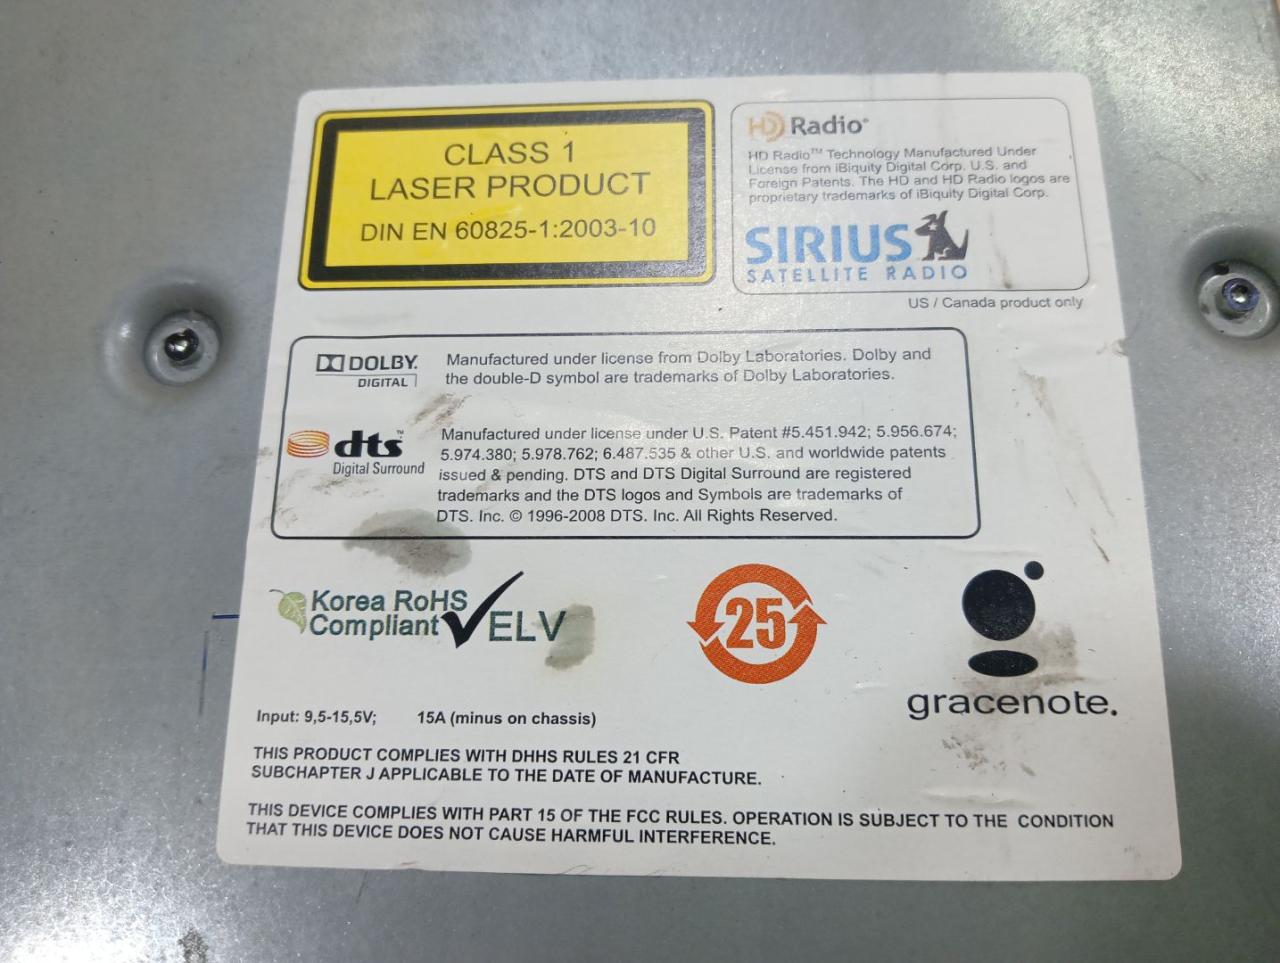 CLASS 1
LASER PRODUCT
DIN EN 60825-1:2003-10
HD Radio®
HD Radio™ Technology Manufactured Under
License from iBiquity Digital Corp. U.S. and
Foreign Patents. The HD and HD Radio logos are
proprietary trademarks of iBiquity Digital Corp.
SIRIUS
SATELLITE RADIO
US / Canada product only
DOLBY.
DIGITAL
Manufactured under license from Dolby Laboratories. Dolby and
the double-D symbol are trademarks of Dolby Laboratories.
dts™
Digital Surround
Manufactured under license under U.S. Patent #5.451.942; 5.956.674;
5.974.380; 5.978.762; 6.487.535 & other U.S. and worldwide patents
issued & pending. DTS and DTS Digital Surround are registered
trademarks and the DTS logos and Symbols are trademarks of
DTS. Inc. © 1996-2008 DTS. Inc. All Rights Reserved.
Korea RoHS
Compliant
ELV
25
gracenote.
Input: 9,5-15,5V; 15A (minus on chassis)
THIS PRODUCT COMPLIES WITH DHHS RULES 21 CFR
SUBCHAPTER J APPLICABLE TO THE DATE OF MANUFACTURE.
THIS DEVICE COMPLIES WITH PART 15 OF THE FCC RULES. OPERATION IS SUBJECT TO THE CONDITION
THAT THIS DEVICE DOES NOT CAUSE HARMFUL INTERFERENCE.